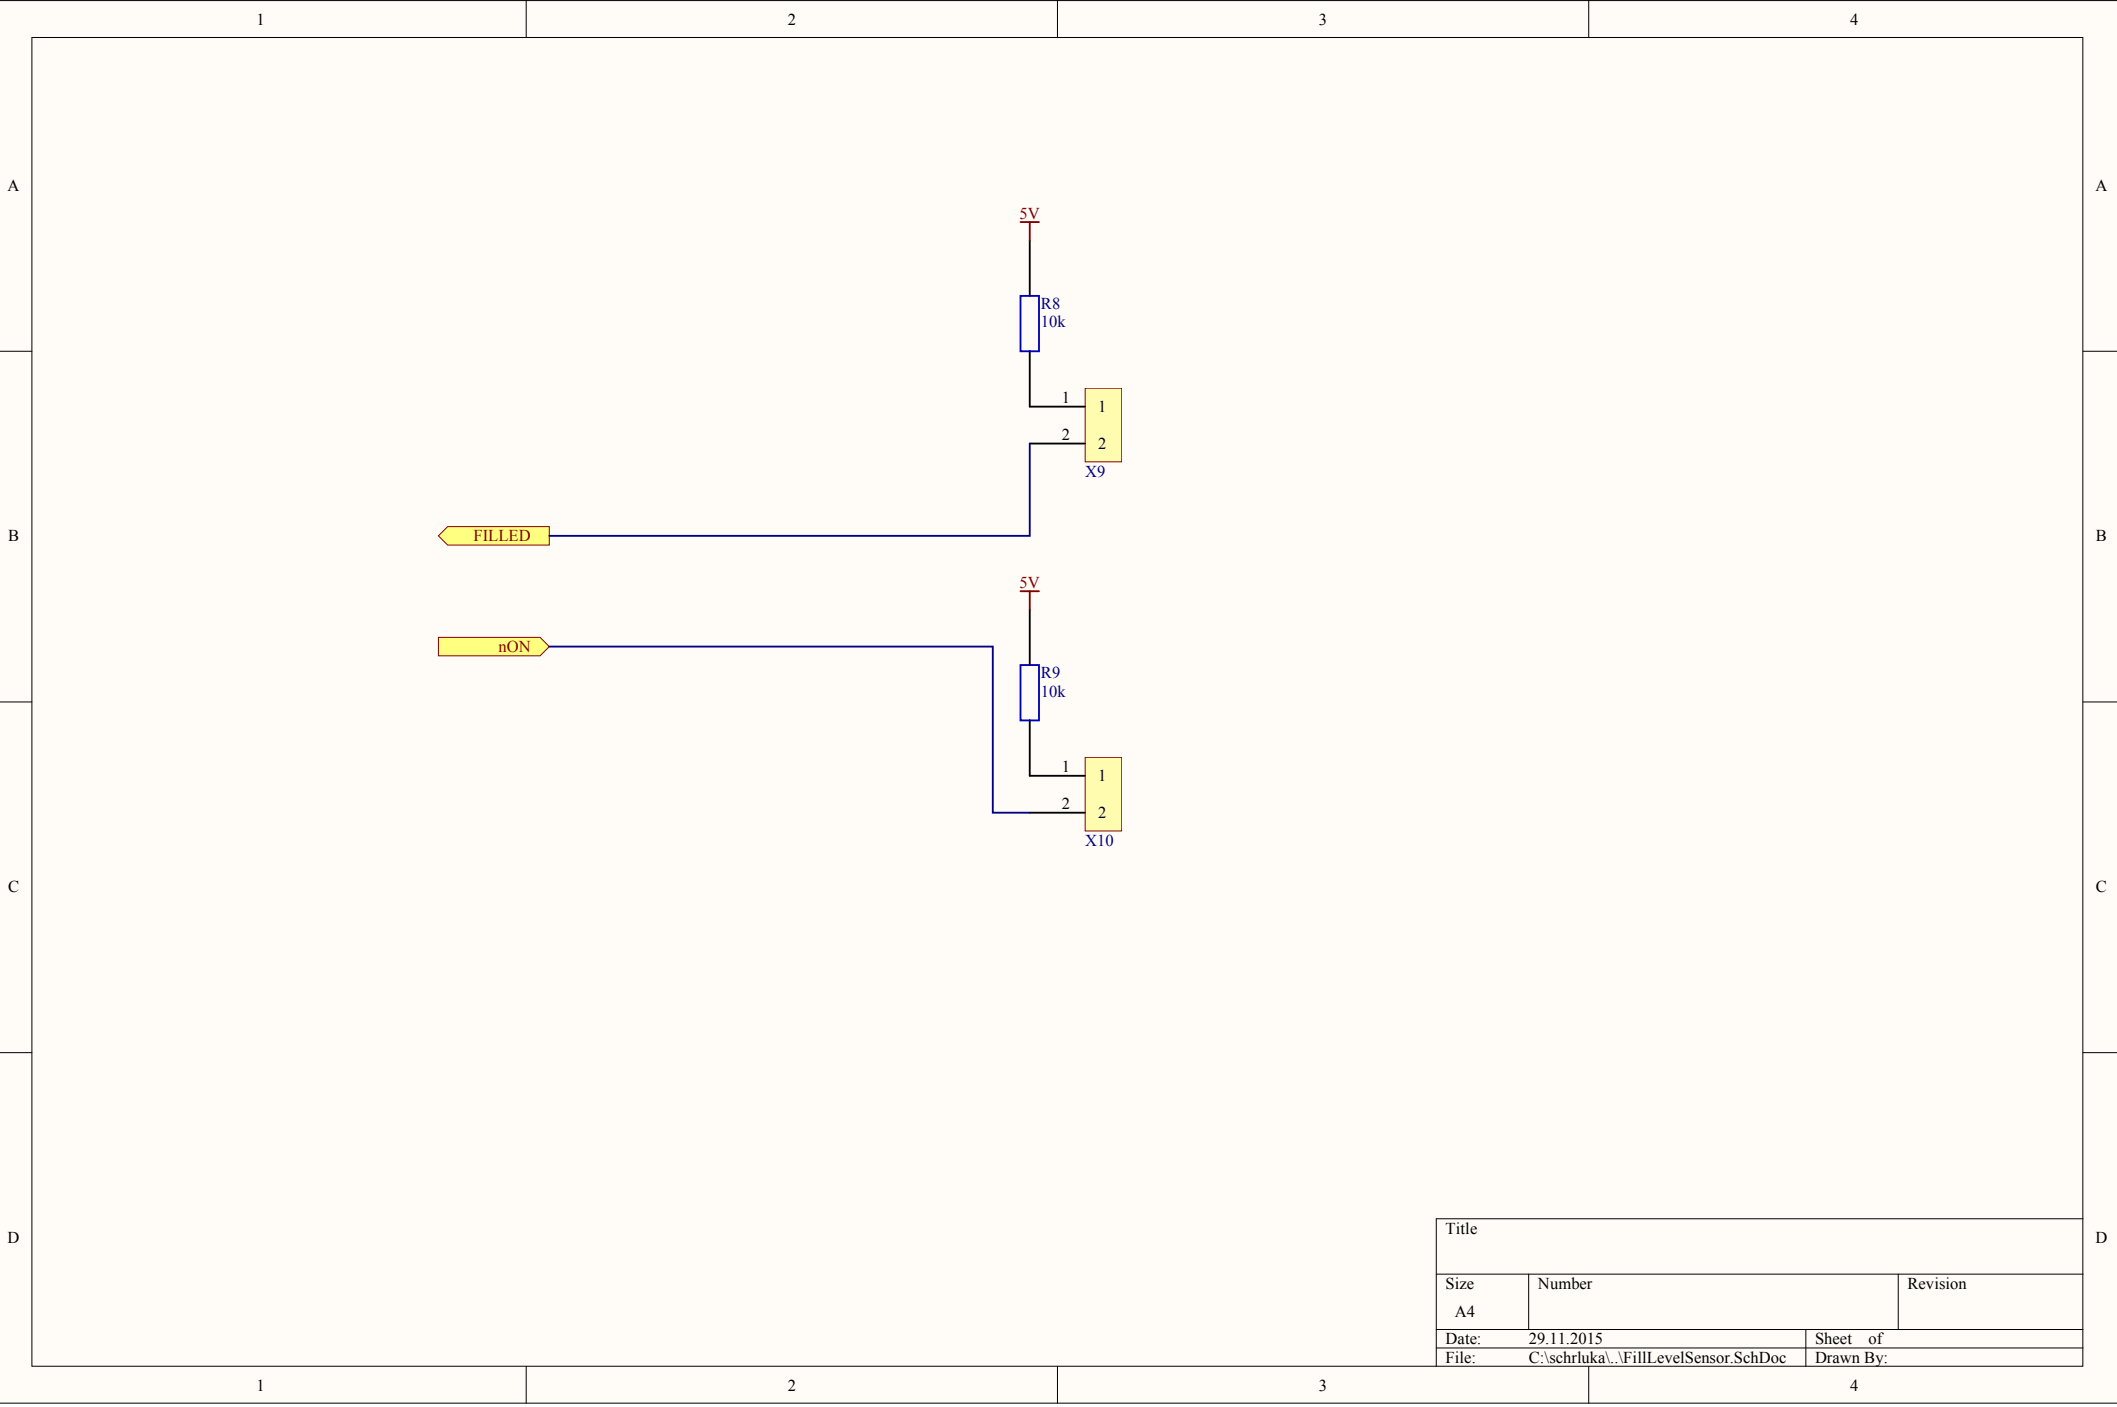 1 2 3 4
A A
5V
R8
10k
1 1
2 2
X9
B FILLED B
5V
nON
R9
10k
1 1
2 2
X10
C C
D D
Title
Size Number Revision
A4
Date: 29.11.2015 Sheet of
File: C:\schrluka\..\FillLevelSensor.SchDoc Drawn By:
1 2 3 4